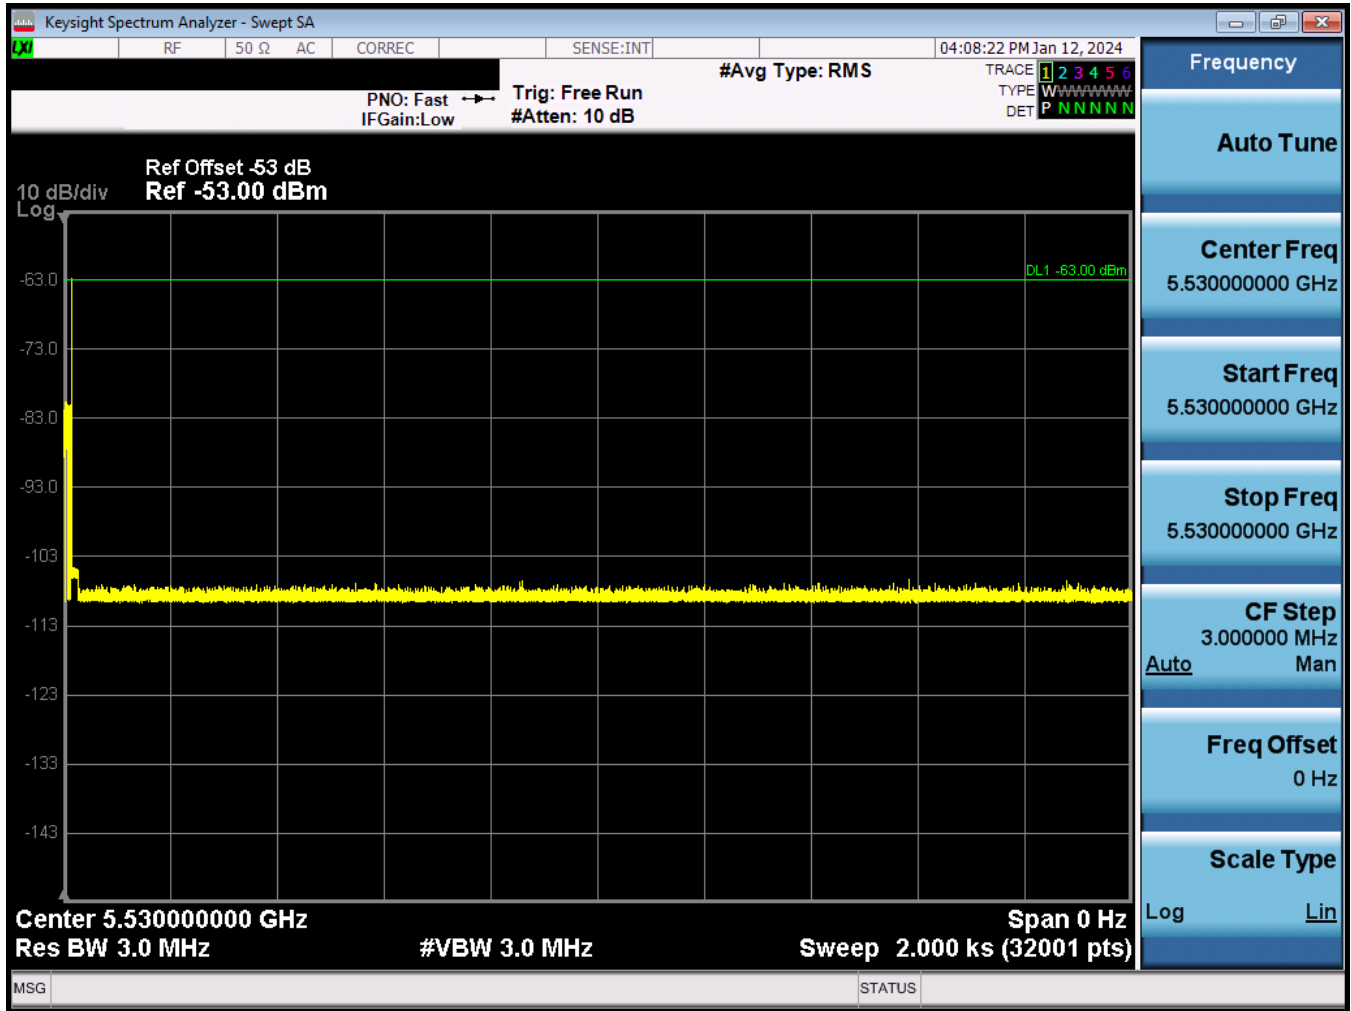 Keysight Spectrum Analyzer - Swept SA
LXI RF 50 Ω AC CORREC SENSE:INT 04:08:22 PM Jan 12, 2024
#Avg Type: RMS
TRACE 1 2 3 4 5 6
PNO: Fast Trig: Free Run
TYPE WWWWWW
IFGain:Low #Atten: 10 dB
DET P N N N N N
Ref Offset -53 dB
10 dB/div Ref -53.00 dBm
Log
DL1 -63.00 dBm
-63.0
-73.0
-83.0
-93.0
-103
-113
-123
-133
-143
Center 5.530000000 GHz Span 0 Hz
Res BW 3.0 MHz #VBW 3.0 MHz Sweep 2.000 ks (32001 pts)
MSG STATUS
Frequency
Auto Tune
Center Freq
5.530000000 GHz
Start Freq
5.530000000 GHz
Stop Freq
5.530000000 GHz
CF Step
3.000000 MHz
Auto Man
Freq Offset
0 Hz
Scale Type
Log Lin